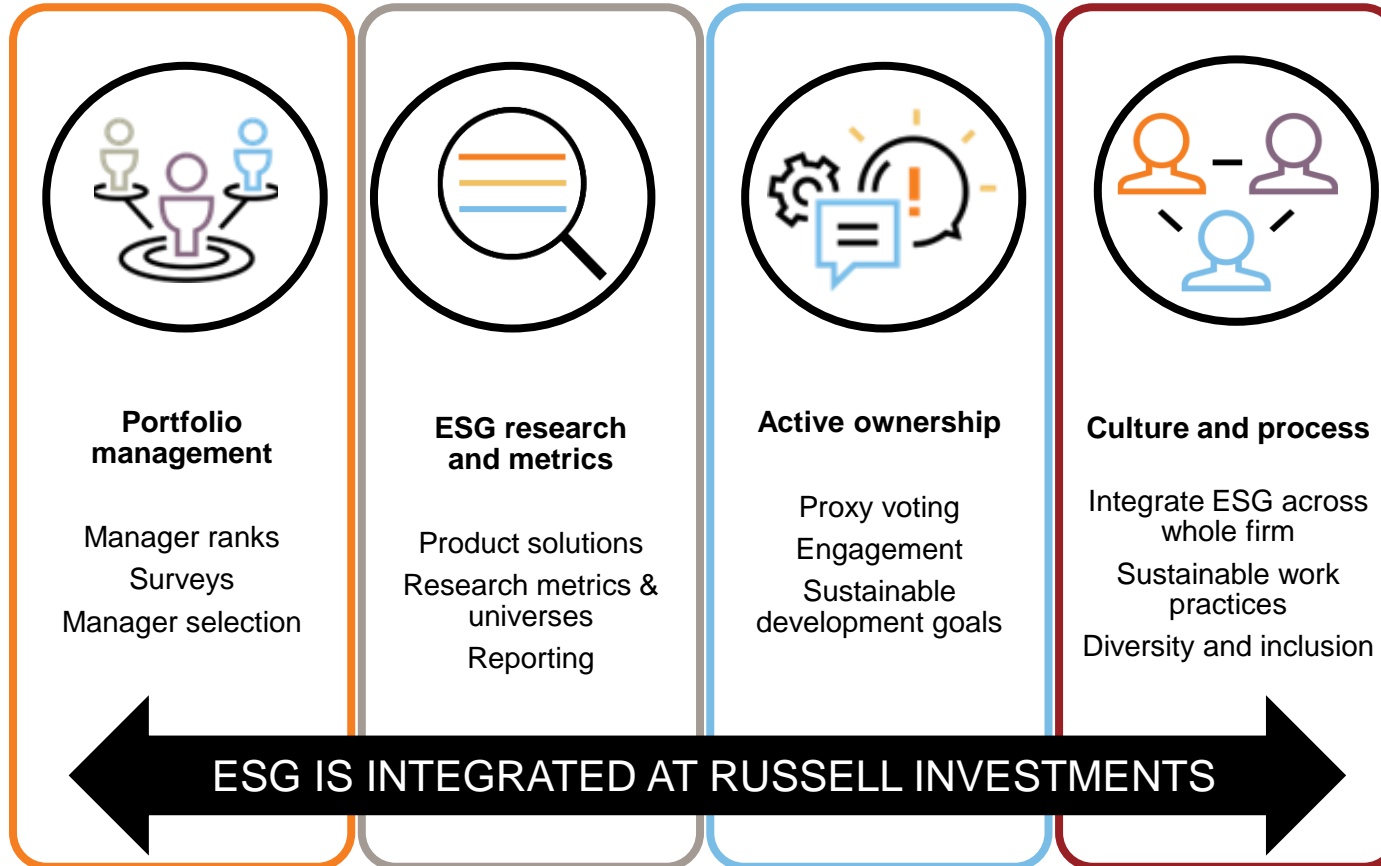 Portfolio
management
Manager ranks
Surveys
Manager selection
ESG research
and metrics
Product solutions
Research metrics &
universes
Reporting
Active ownership
Proxy voting
Engagement
Sustainable
development goals
Culture and process
Integrate ESG across
whole firm
Sustainable work
practices
Diversity and inclusion
ESG IS INTEGRATED AT RUSSELL INVESTMENTS